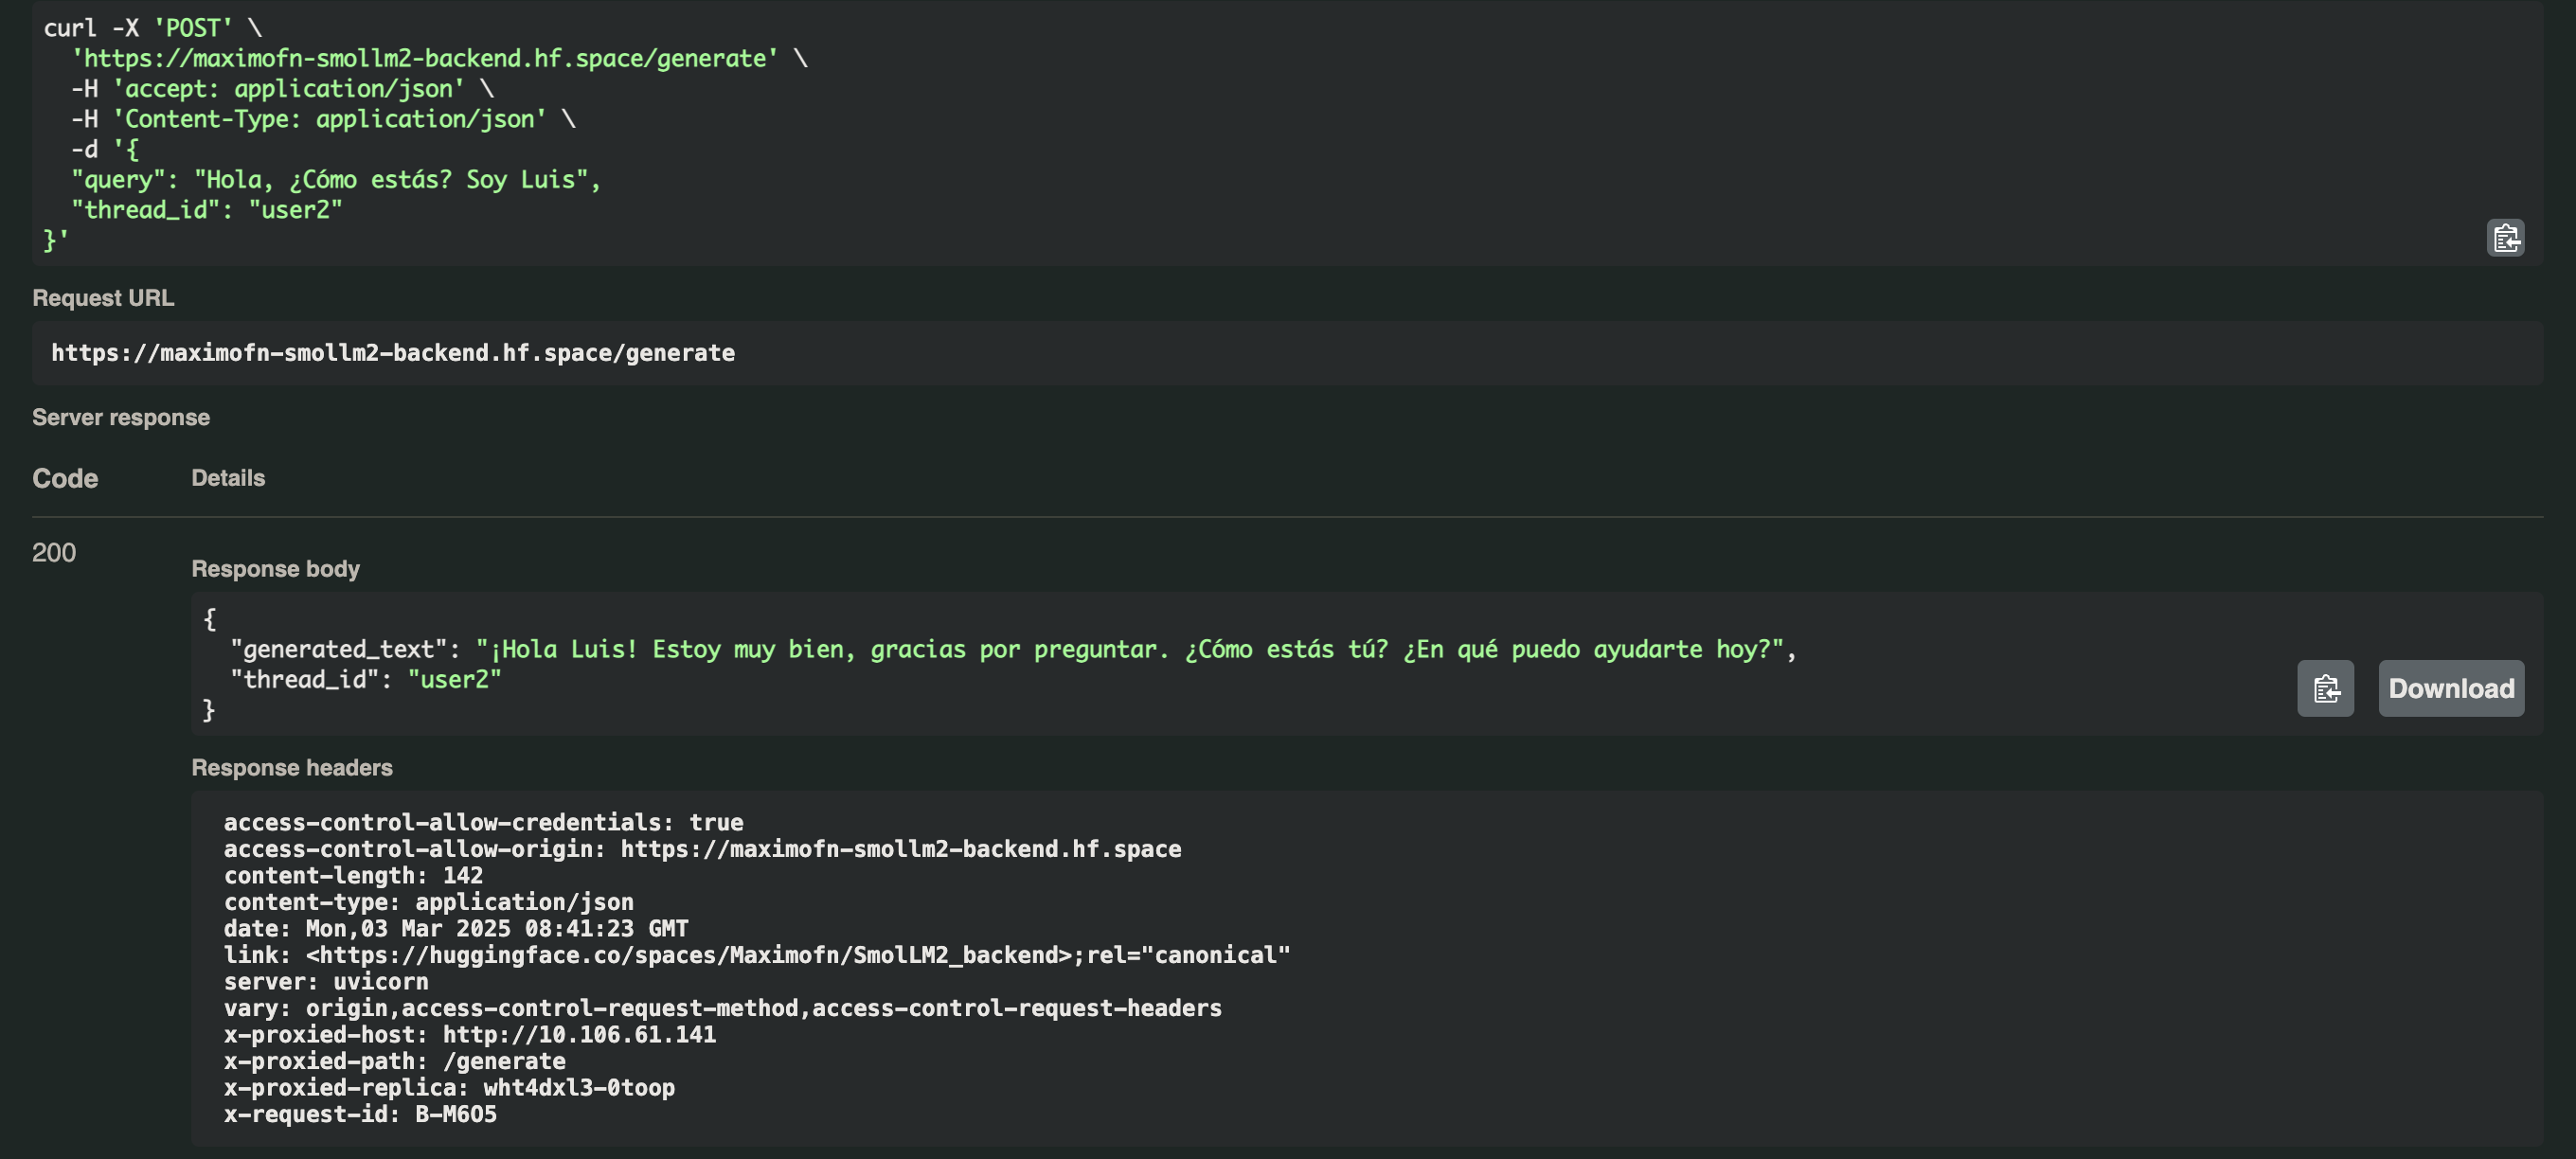 curl -X 'POST' \
  'https://maximofn-smollm2-backend.hf.space/generate' \
  -H 'accept: application/json' \
  -H 'Content-Type: application/json' \
  -d '{
  "query": "Hola, ¿Cómo estás? Soy Luis",
  "thread_id": "user2"
}'
Request URL
https://maximofn-smollm2-backend.hf.space/generate
Server response
Code Details
200
Response body
{
  "generated_text": "¡Hola Luis! Estoy muy bien, gracias por preguntar. ¿Cómo estás tú? ¿En qué puedo ayudarte hoy?",
  "thread_id": "user2"
}
Download
Response headers
access-control-allow-credentials: true
access-control-allow-origin: https://maximofn-smollm2-backend.hf.space
content-length: 142
content-type: application/json
date: Mon,03 Mar 2025 08:41:23 GMT
link: <https://huggingface.co/spaces/Maximofn/SmolLM2_backend>;rel="canonical"
server: uvicorn
vary: origin,access-control-request-method,access-control-request-headers
x-proxied-host: http://10.106.61.141
x-proxied-path: /generate
x-proxied-replica: wht4dxl3-0toop
x-request-id: B-M6O5